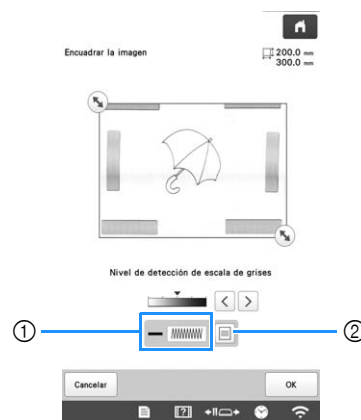 Encuadrar la imagen
200.0 mm
300.0 mm
Nivel de detección de escala de grises
①
②
Cancelar
OK